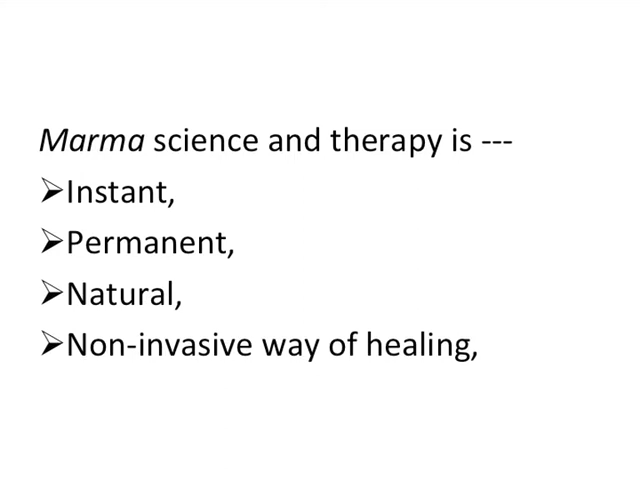 Marma science and therapy is ---
➢Instant,
➢Permanent,
➢Natural,
➢Non-invasive way of healing,